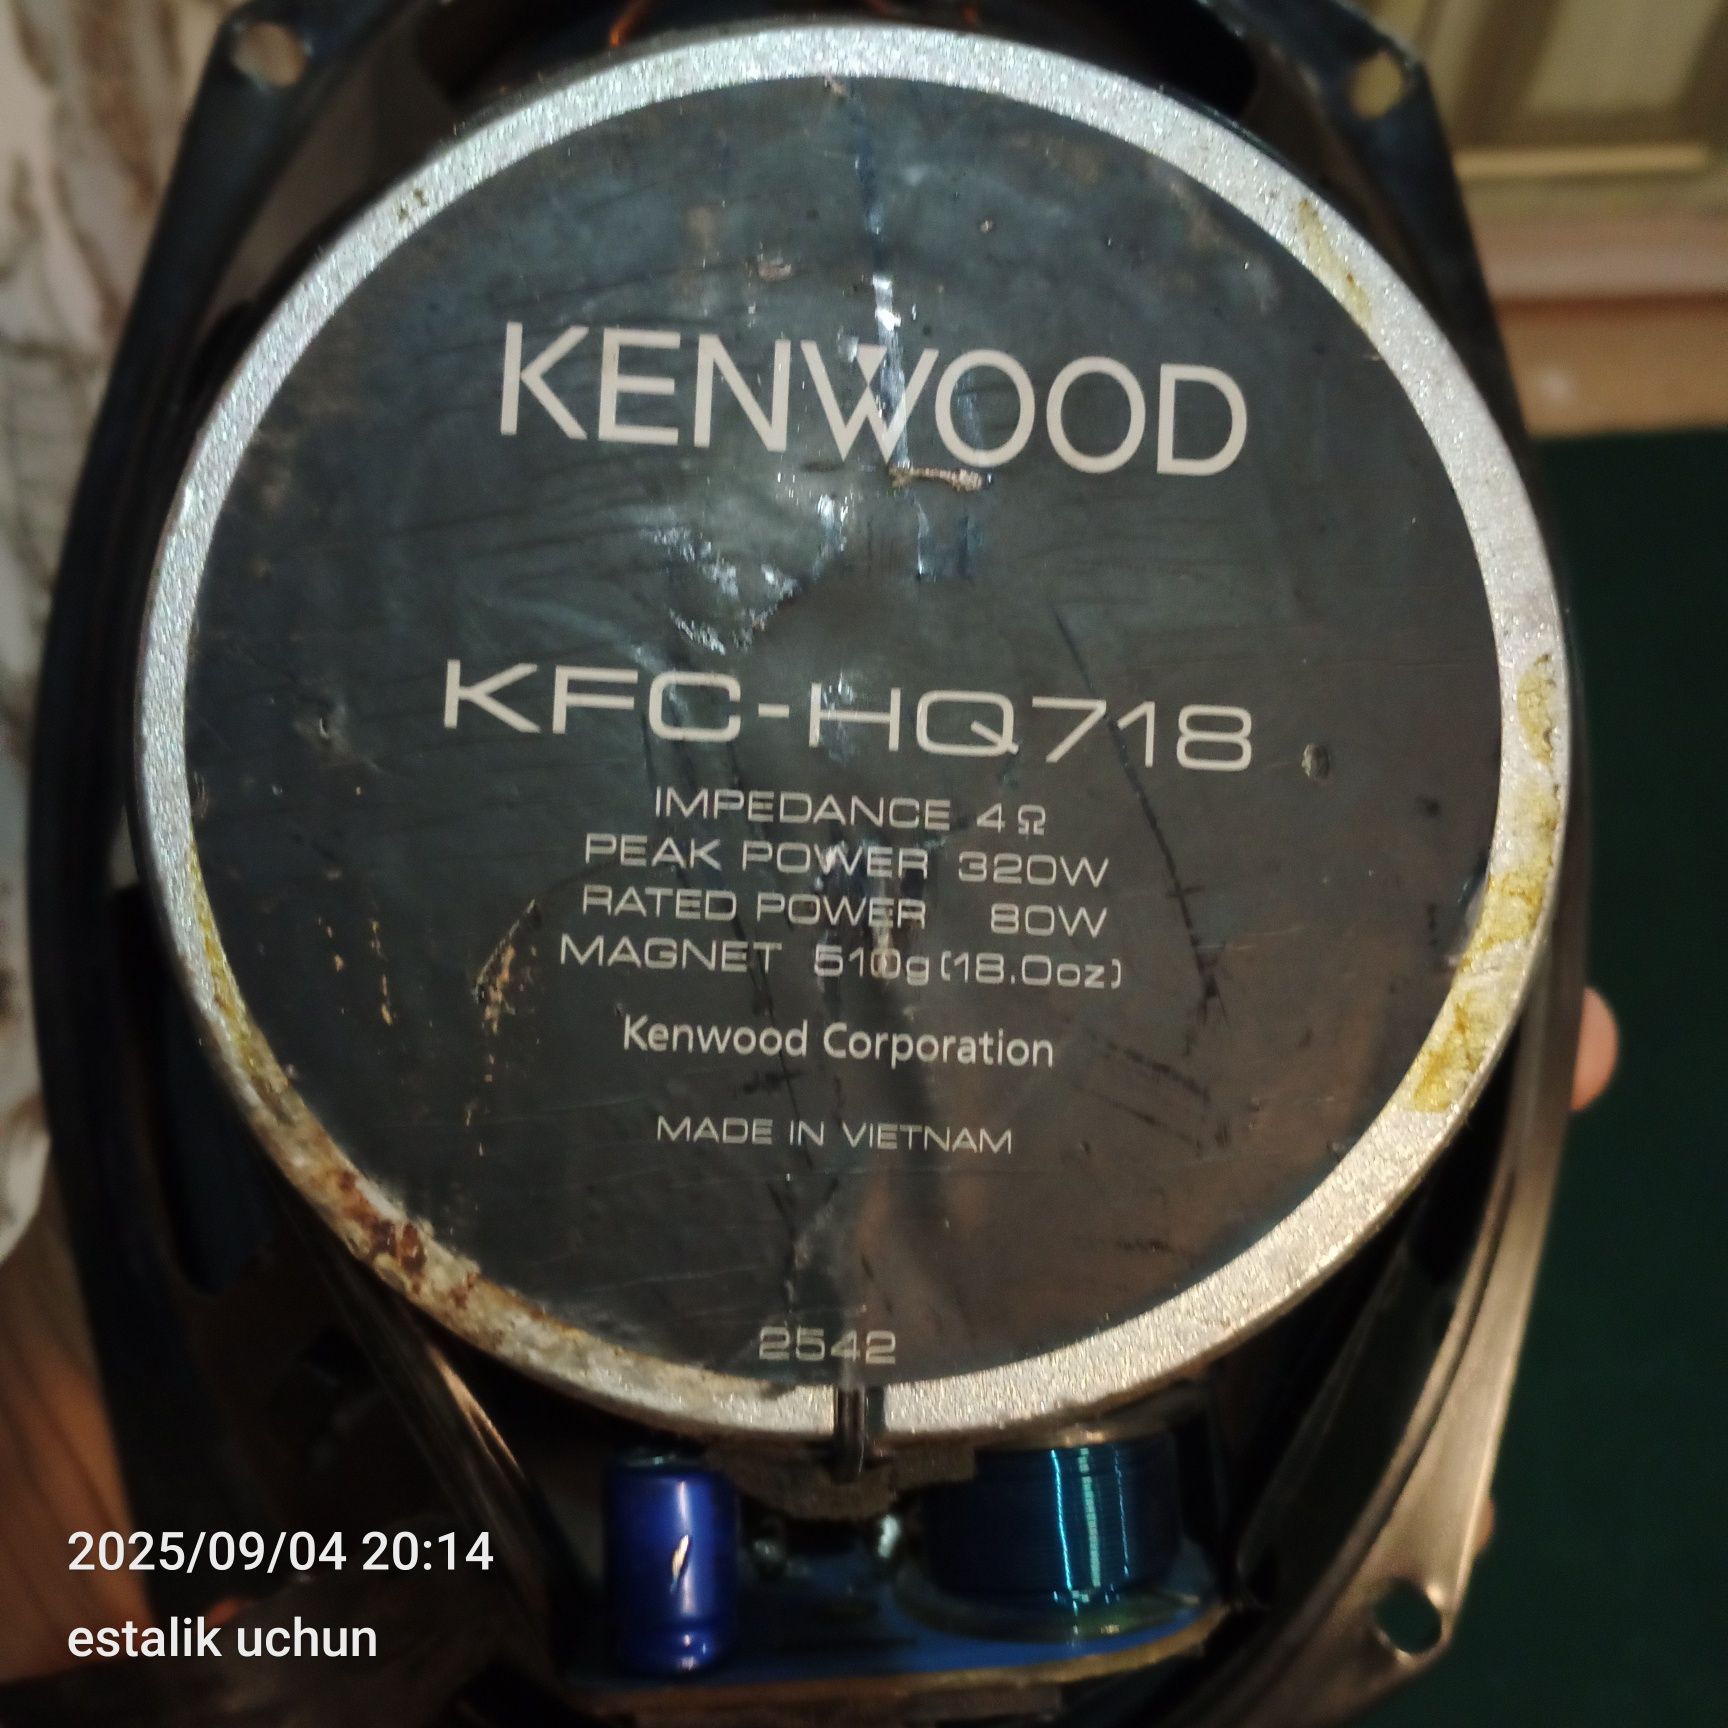 KENWOOD
KFC-HQ718
IMPEDANCE 4Ω
PEAK POWER 320W
RATED POWER 80W
MAGNET 510g(18.0oz)
Kenwood Corporation
MADE IN VIETNAM
2542
2025/09/04 20:14
estalik uchun